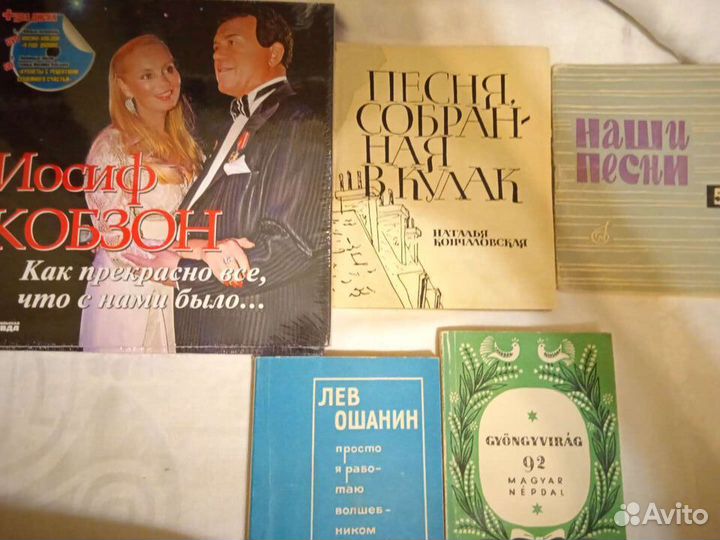 Иосиф
КОБЗОН
Как прекрасно все,
что с нами было...
ПЕСНЯ,
СОБРАН-
НАЯ
В КУЛАК
НАТАЛЬЯ
КОНЧАЛОВСКАЯ
наши
песни
5
ЛЕВ
ОШАНИН
просто
я рабо-
таю
волшеб-
ником
GYÖNGYVIRÁG
92
MAGYAR
NÉPDAL
Avito